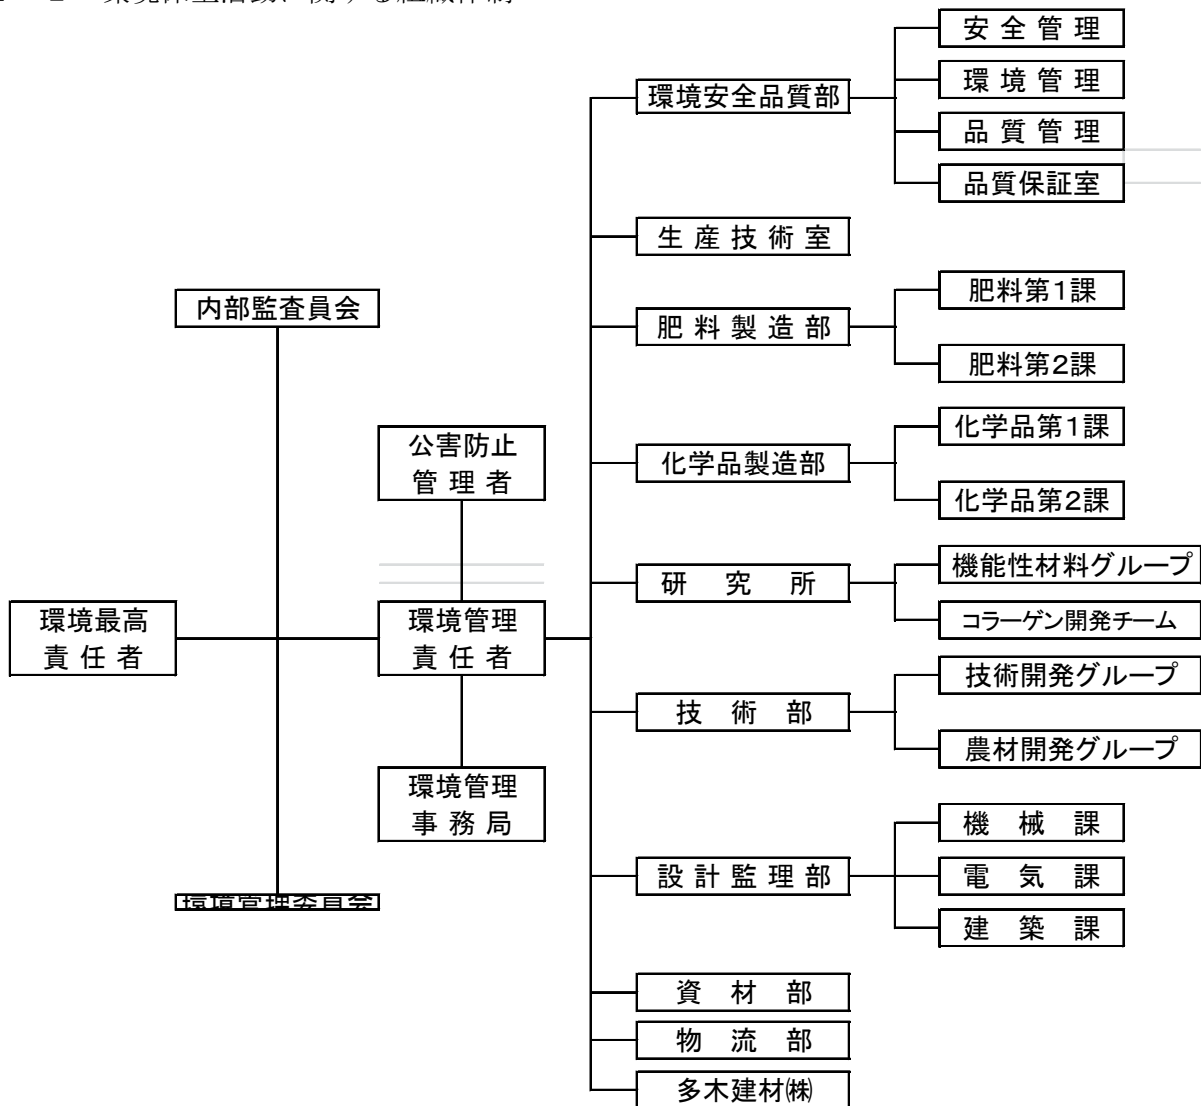 安全管理
環境管理
環境安全品質部
品質管理
品質保証室
生産技術室
内部監査員会
肥料第1課
肥料製造部
肥料第2課
公害防止
管理者
化学品第1課
化学品製造部
化学品第2課
機能性材料グループ
研究所
コラーゲン開発チーム
環境最高
責任者
環境管理
責任者
技術開発グループ
技術部
農材開発グループ
環境管理
事務局
機械課
設計監理部
電気課
環境管理委員会
建築課
資材部
物流部
多木建材㈱